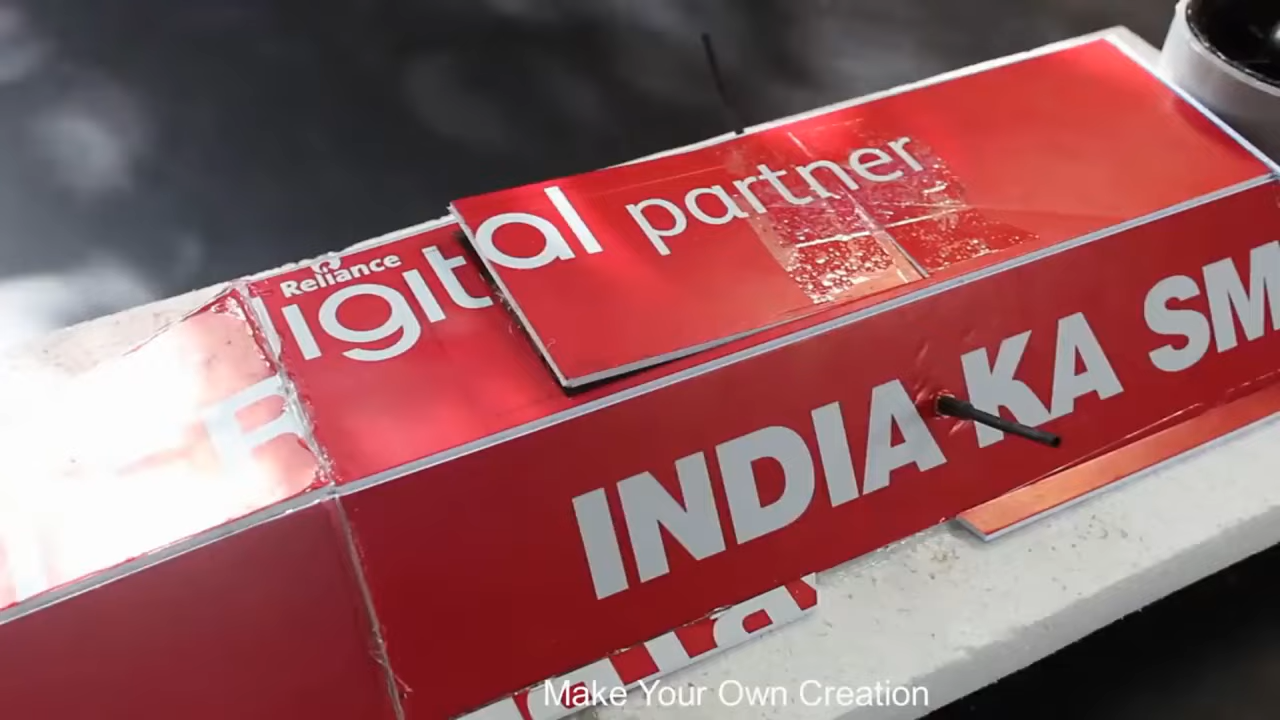 Reliance
igital partner
R
INDIA KA SM
Make Your Own Creation